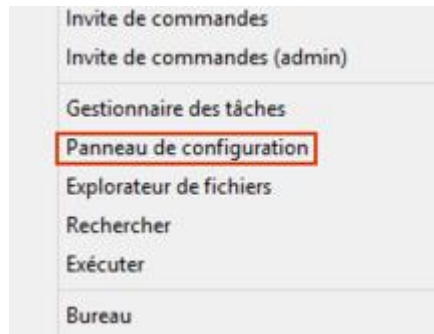 Invite de commandes
Invite de commandes (admin)
Gestionnaire des tâches
Panneau de configuration
Explorateur de fichiers
Rechercher
Exécuter
Bureau